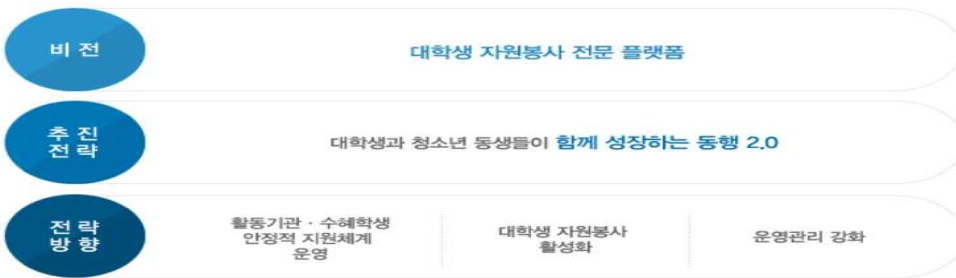 비 전
대학생 자원봉사 전문 플랫폼
추 진
전 략
대학생과 청소년 동생들이 함께 성장하는 동행 2.0
전 략
방 향
활동기관 · 수혜학생
안정적 지원체계
운영
대학생 자원봉사
활성화
운영관리 강화